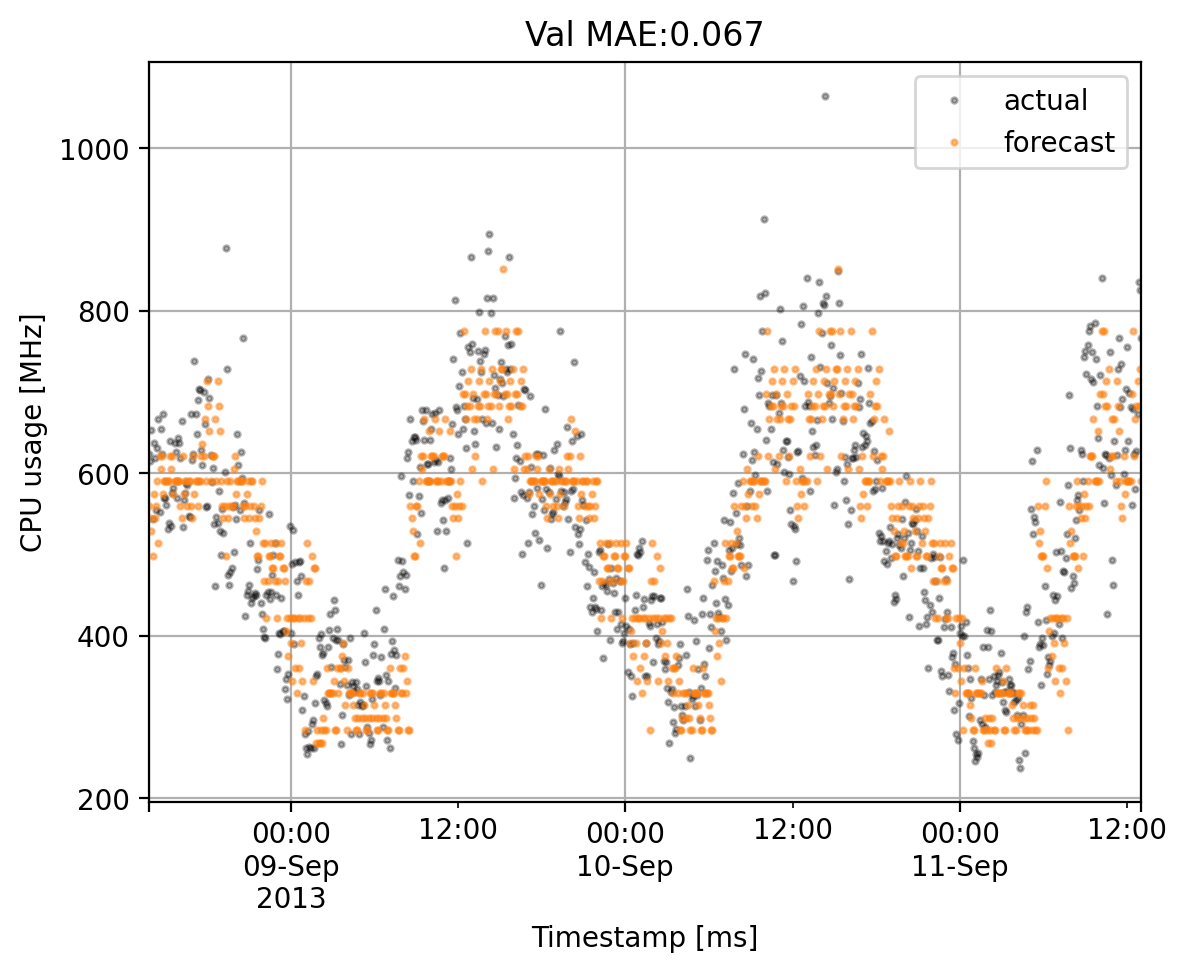 Val MAE:0.067
actual
forecast
1000
800
600
400
200
CPU usage [MHz]
00:00 12:00 00:00 12:00 00:00 12:00
09-Sep 10-Sep 11-Sep
2013
Timestamp [ms]